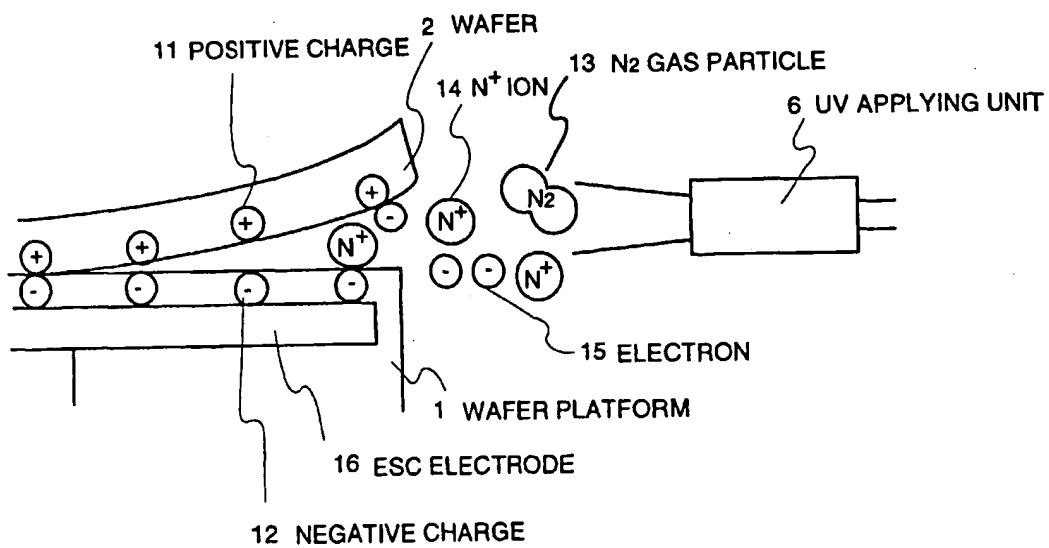 2 WAFER
11 POSITIVE CHARGE
13 N2 GAS PARTICLE
14 N+ ION
6 UV APPLYING UNIT
+
N2
+
-
N+
N+
+
+
N+
-
-
N+
-
-
-
-
15 ELECTRON
1 WAFER PLATFORM
16 ESC ELECTRODE
12 NEGATIVE CHARGE